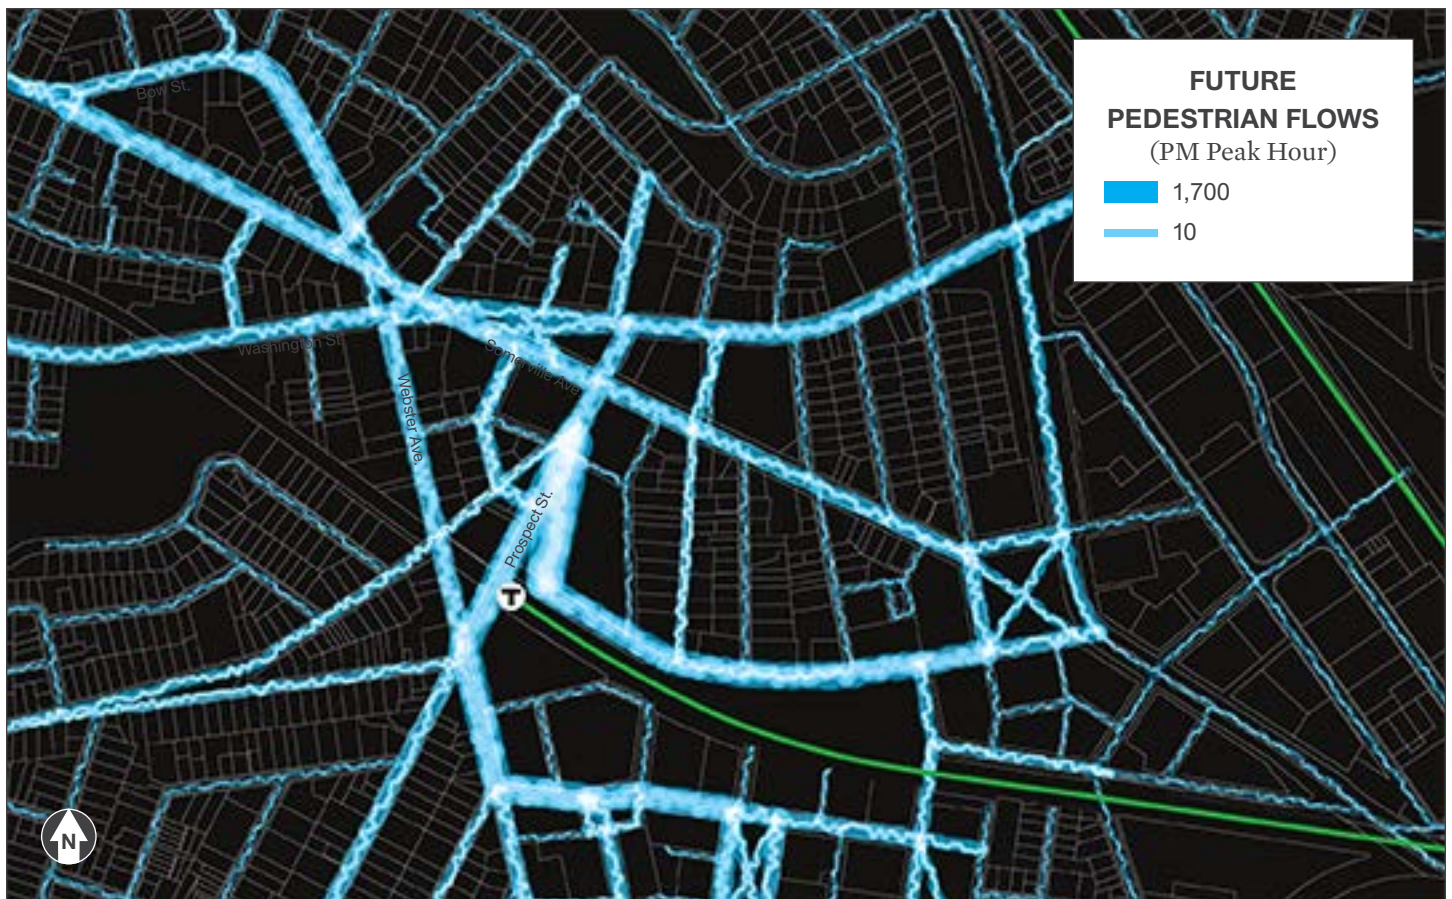 FUTURE
PEDESTRIAN FLOWS
(PM Peak Hour)
1,700
10
Bow St.
Washington St.
Somerville Ave.
Webster Ave.
Prospect St.
T
N